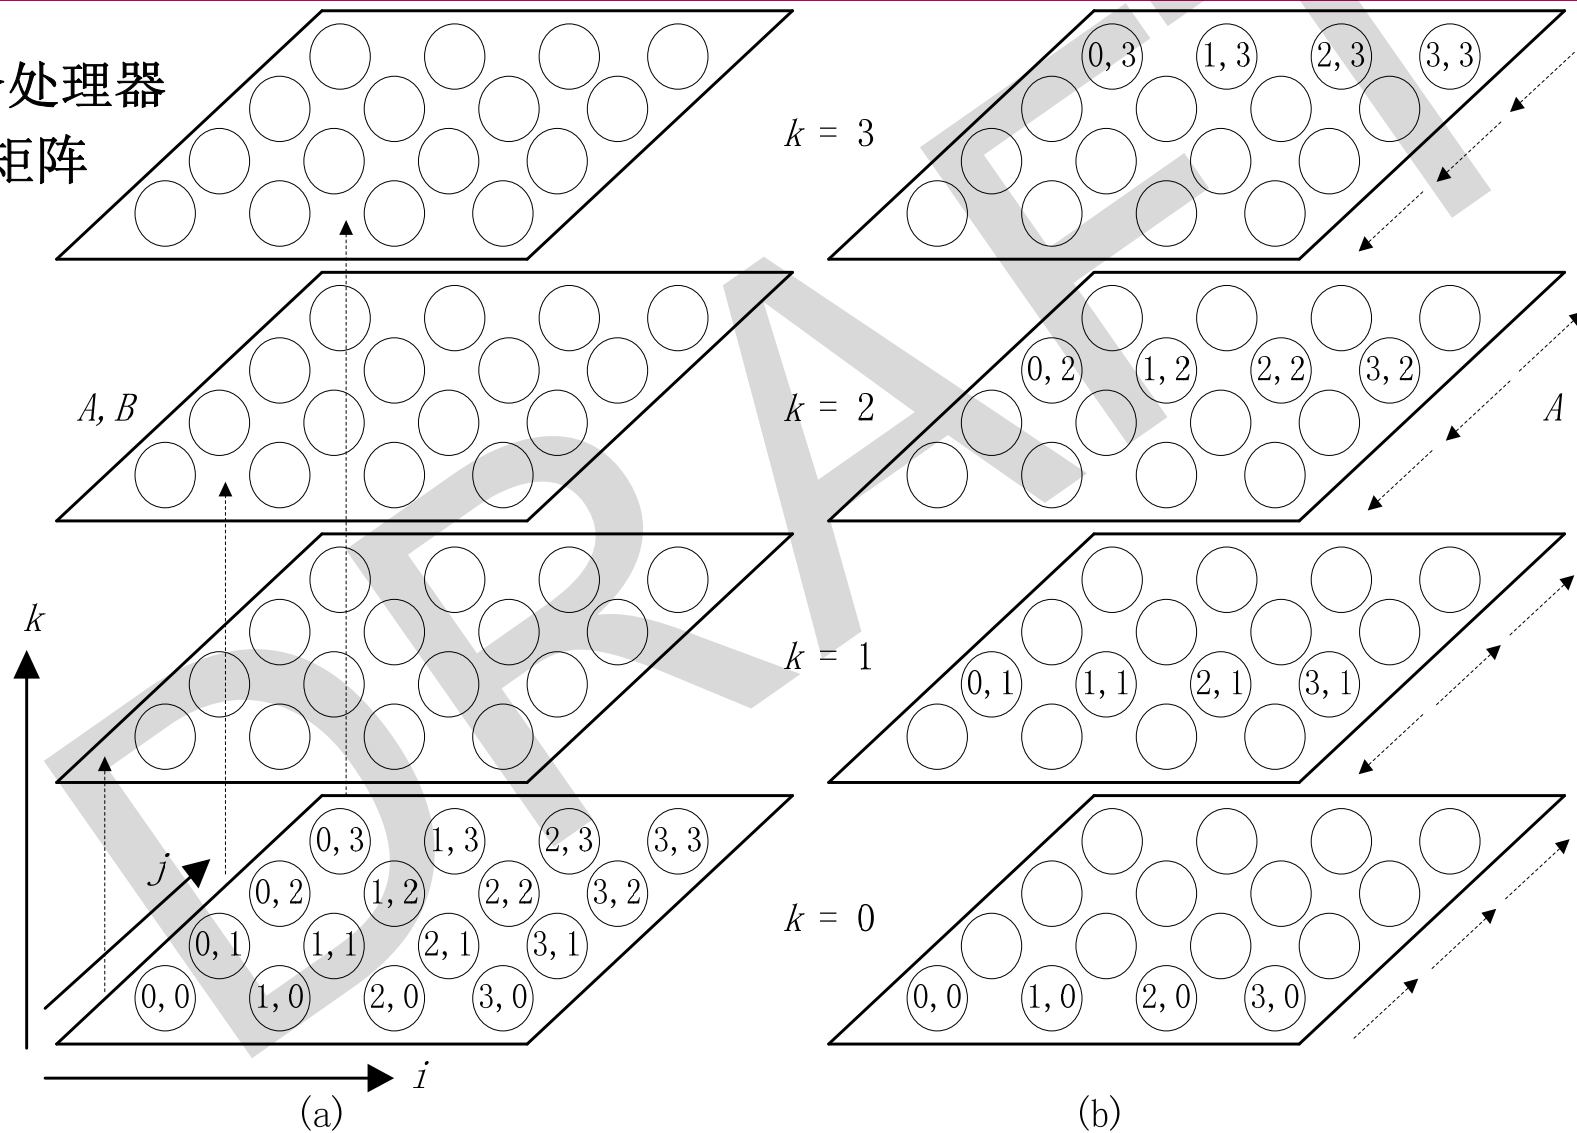 处理器
矩阵
0,3 1,3 2,3 3,3
k = 3
A,B
k = 2
0,2 1,2 2,2 3,2
A
k
k = 1
0,1 1,1 2,1 3,1
0,3 1,3 2,3 3,3
j
0,2 1,2 2,2 3,2
k = 0
0,1 1,1 2,1 3,1
0,0 1,0 2,0 3,0
0,0 1,0 2,0 3,0
i
(a)
(b)
DRAFT